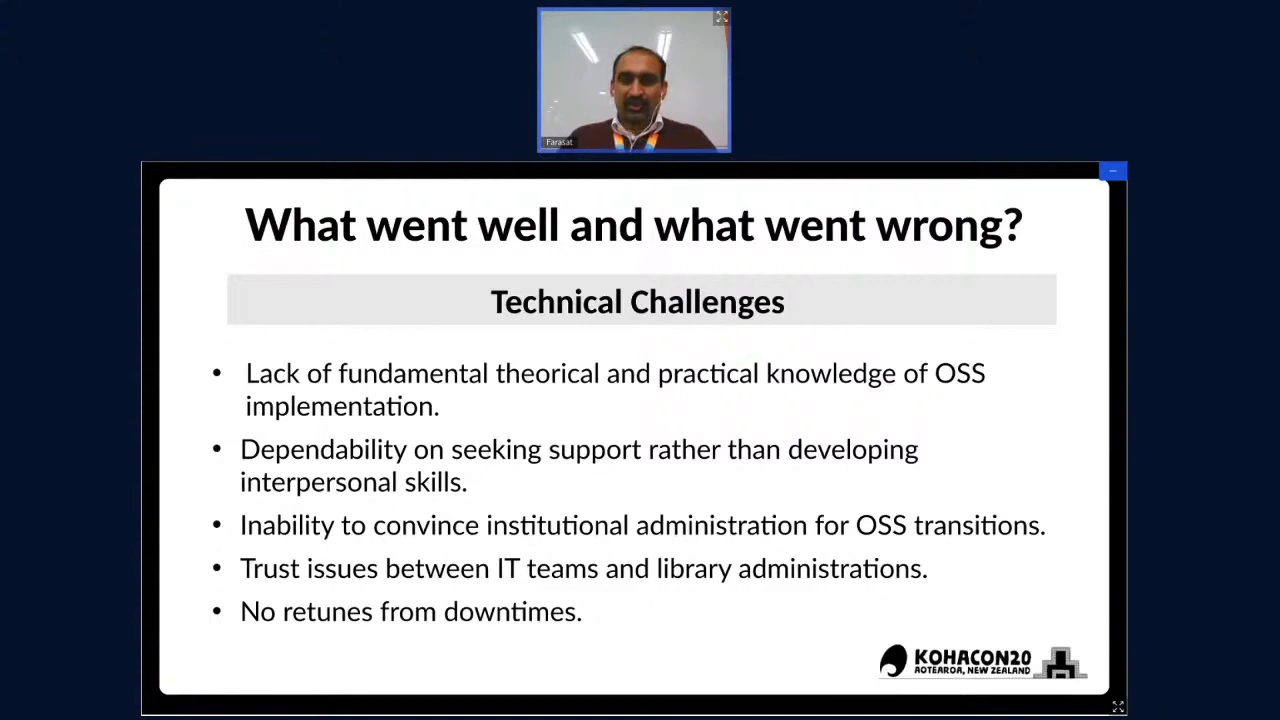 Farasat
What went well and what went wrong?
Technical Challenges
• Lack of fundamental theorical and practical knowledge of OSS
implementation.
• Dependability on seeking support rather than developing
interpersonal skills.
• Inability to convince institutional administration for OSS transitions.
• Trust issues between IT teams and library administrations.
• No retunes from downtimes.
KOHACON20
AOTEAROA, NEW ZEALAND